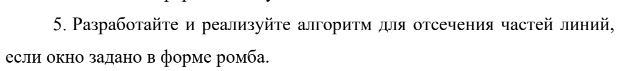 5. Разработайте и реализуйте алгоритм для отсечения частей линий,
если окно задано в форме ромба.